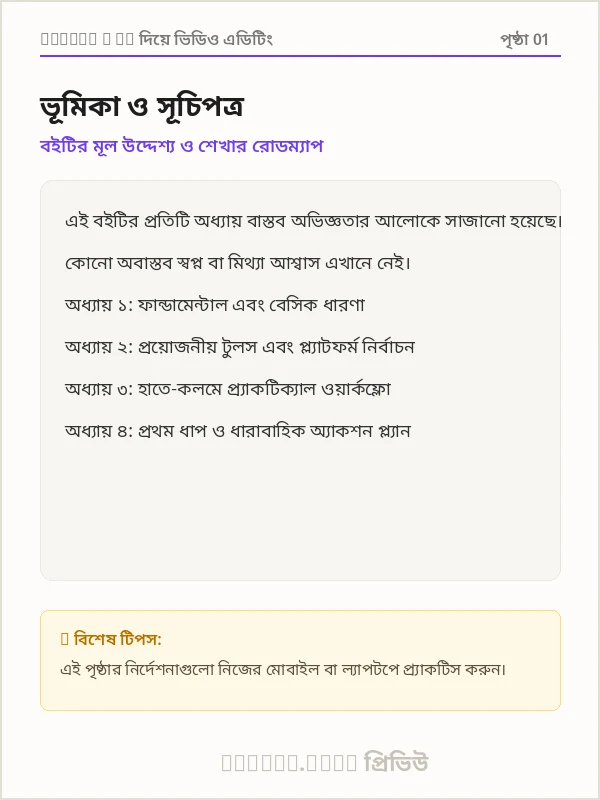 দিয়ে ভিডিও এডিটিং
পৃষ্ঠা 01
ভূমিকা ও সূচিপত্র
বইটির মূল উদ্দেশ্য ও শেখার রোডম্যাপ
এই বইটির প্রতিটি অধ্যায় বাস্তব অভিজ্ঞতার আলোকে সাজানো হয়েছে।
কোনো অবাস্তব স্বপ্ন বা মিথ্যা আশ্বাস এখানে নেই।
অধ্যায় ১: ফান্ডামেন্টাল এবং বেসিক ধারণা
অধ্যায় ২: প্রয়োজনীয় টুলস এবং প্ল্যাটফর্ম নির্বাচন
অধ্যায় ৩: হাতে-কলমে প্র্যাকটিক্যাল ওয়ার্কফ্লো
অধ্যায় ৪: প্রথম ধাপ ও ধারাবাহিক অ্যাকশন প্ল্যান
বিশেষ টিপস:
এই পৃষ্ঠার নির্দেশনাগুলো নিজের মোবাইল বা ল্যাপটপে প্র্যাকটিস করুন।
প্রিভিউ